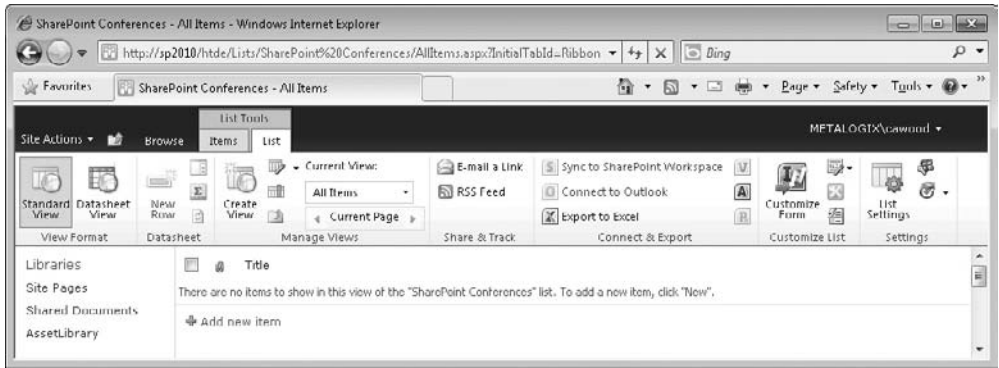 SharePoint Conferences - All Items - Windows Internet Explorer
http://sp2010/htde/Lists/SharePoint%20Conferences/AllItems.aspx?InitialTabId=Ribbon
Bing
Favorites
SharePoint Conferences - All Items
Page
Safety
Tools
List Tools
Site Actions
Browse
Items
List
METALOGIX\cawood
Standard View
Datasheet View
New Row
Create View
Current View:
All Items
Current Page
E-mail a Link
RSS Feed
Sync to SharePoint Workspace
Connect to Outlook
Export to Excel
Customize Form
List Settings
View Format
Datasheet
Manage Views
Share & Track
Connect & Export
Customize List
Settings
Libraries
Site Pages
Shared Documents
AssetLibrary
Title
There are no items to show in this view of the "SharePoint Conferences" list. To add a new item, click "New".
Add new item